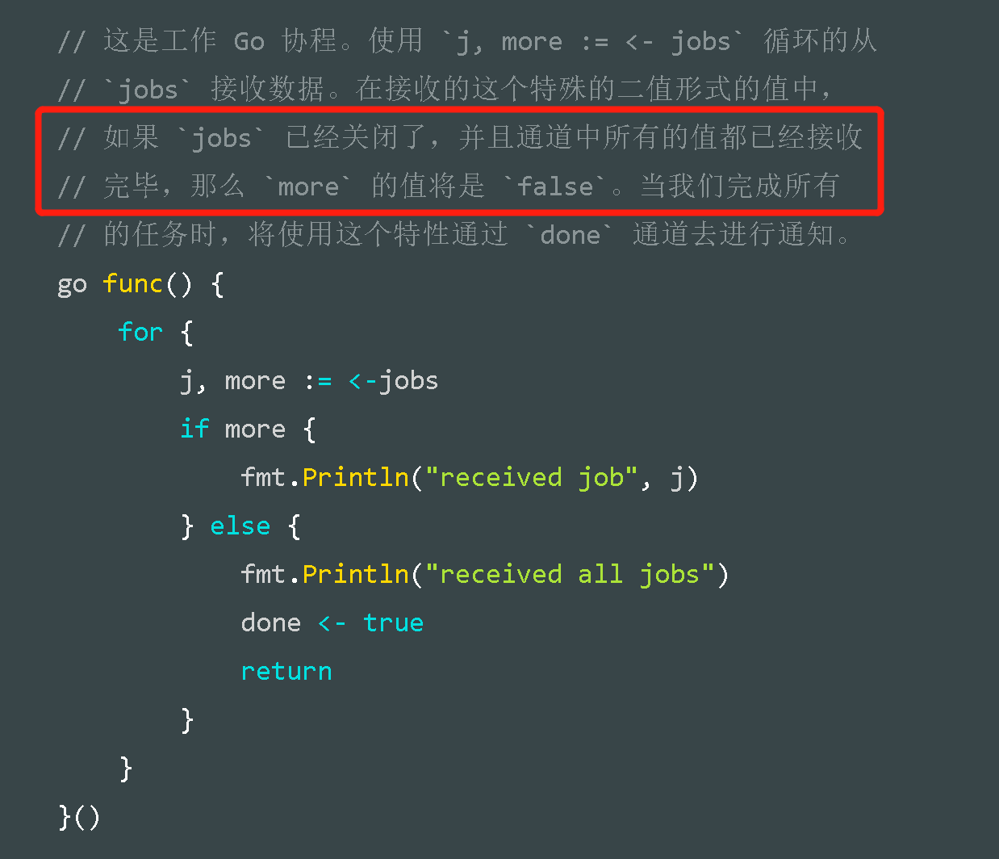 // 这是工作 Go 协程。使用 `j, more := <- jobs` 循环的从
// `jobs` 接收数据。在接收的这个特殊的二值形式的值中，
// 如果 `jobs` 已经关闭了，并且通道中所有的值都已经接收
// 完毕，那么 `more` 的值将是 `false`。当我们完成所有
// 的任务时，将使用这个特性通过 `done` 通道去进行通知。
go func() {
    for {
        j, more := <-jobs
        if more {
            fmt.Println("received job", j)
        } else {
            fmt.Println("received all jobs")
            done <- true
            return
        }
    }
}()